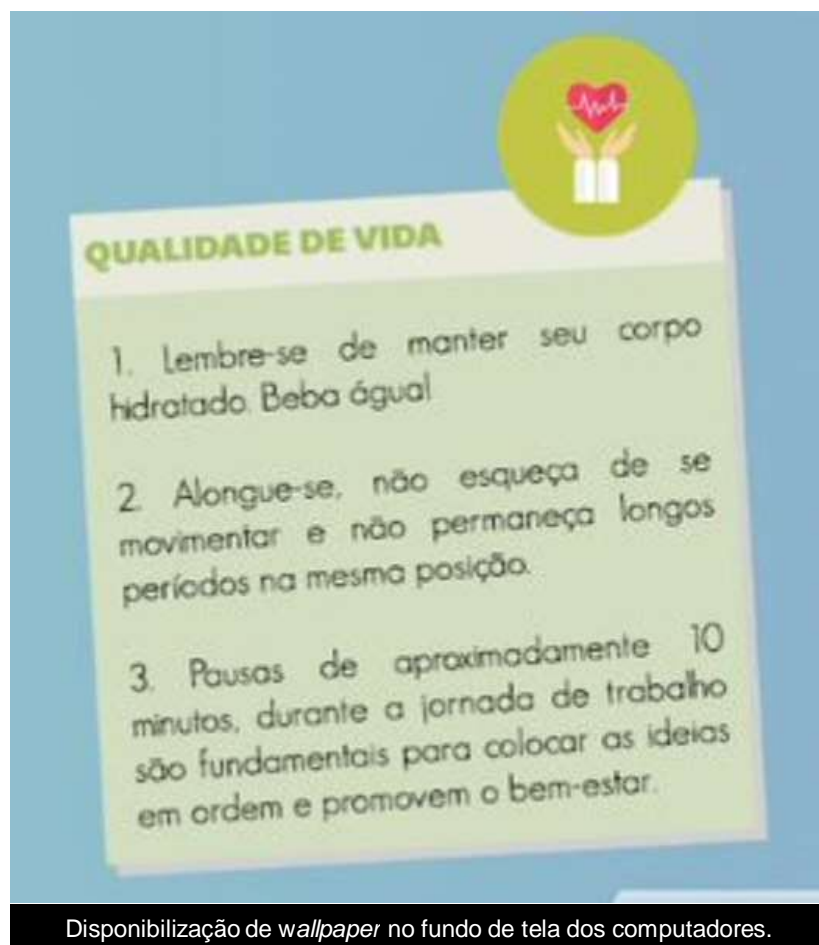 QUALIDADE DE VIDA
1. Lembre-se de manter seu corpo
hidratado. Beba água!
2. Alongue-se, não esqueça de se
movimentar e não permaneça longos
períodos na mesma posição.
3. Pausas de aproximadamente 10
minutos, durante a jornada de trabalho
são fundamentais para colocar as ideias
em ordem e promovem o bem-estar.
Disponibilização de wallpaper no fundo de tela dos computadores.